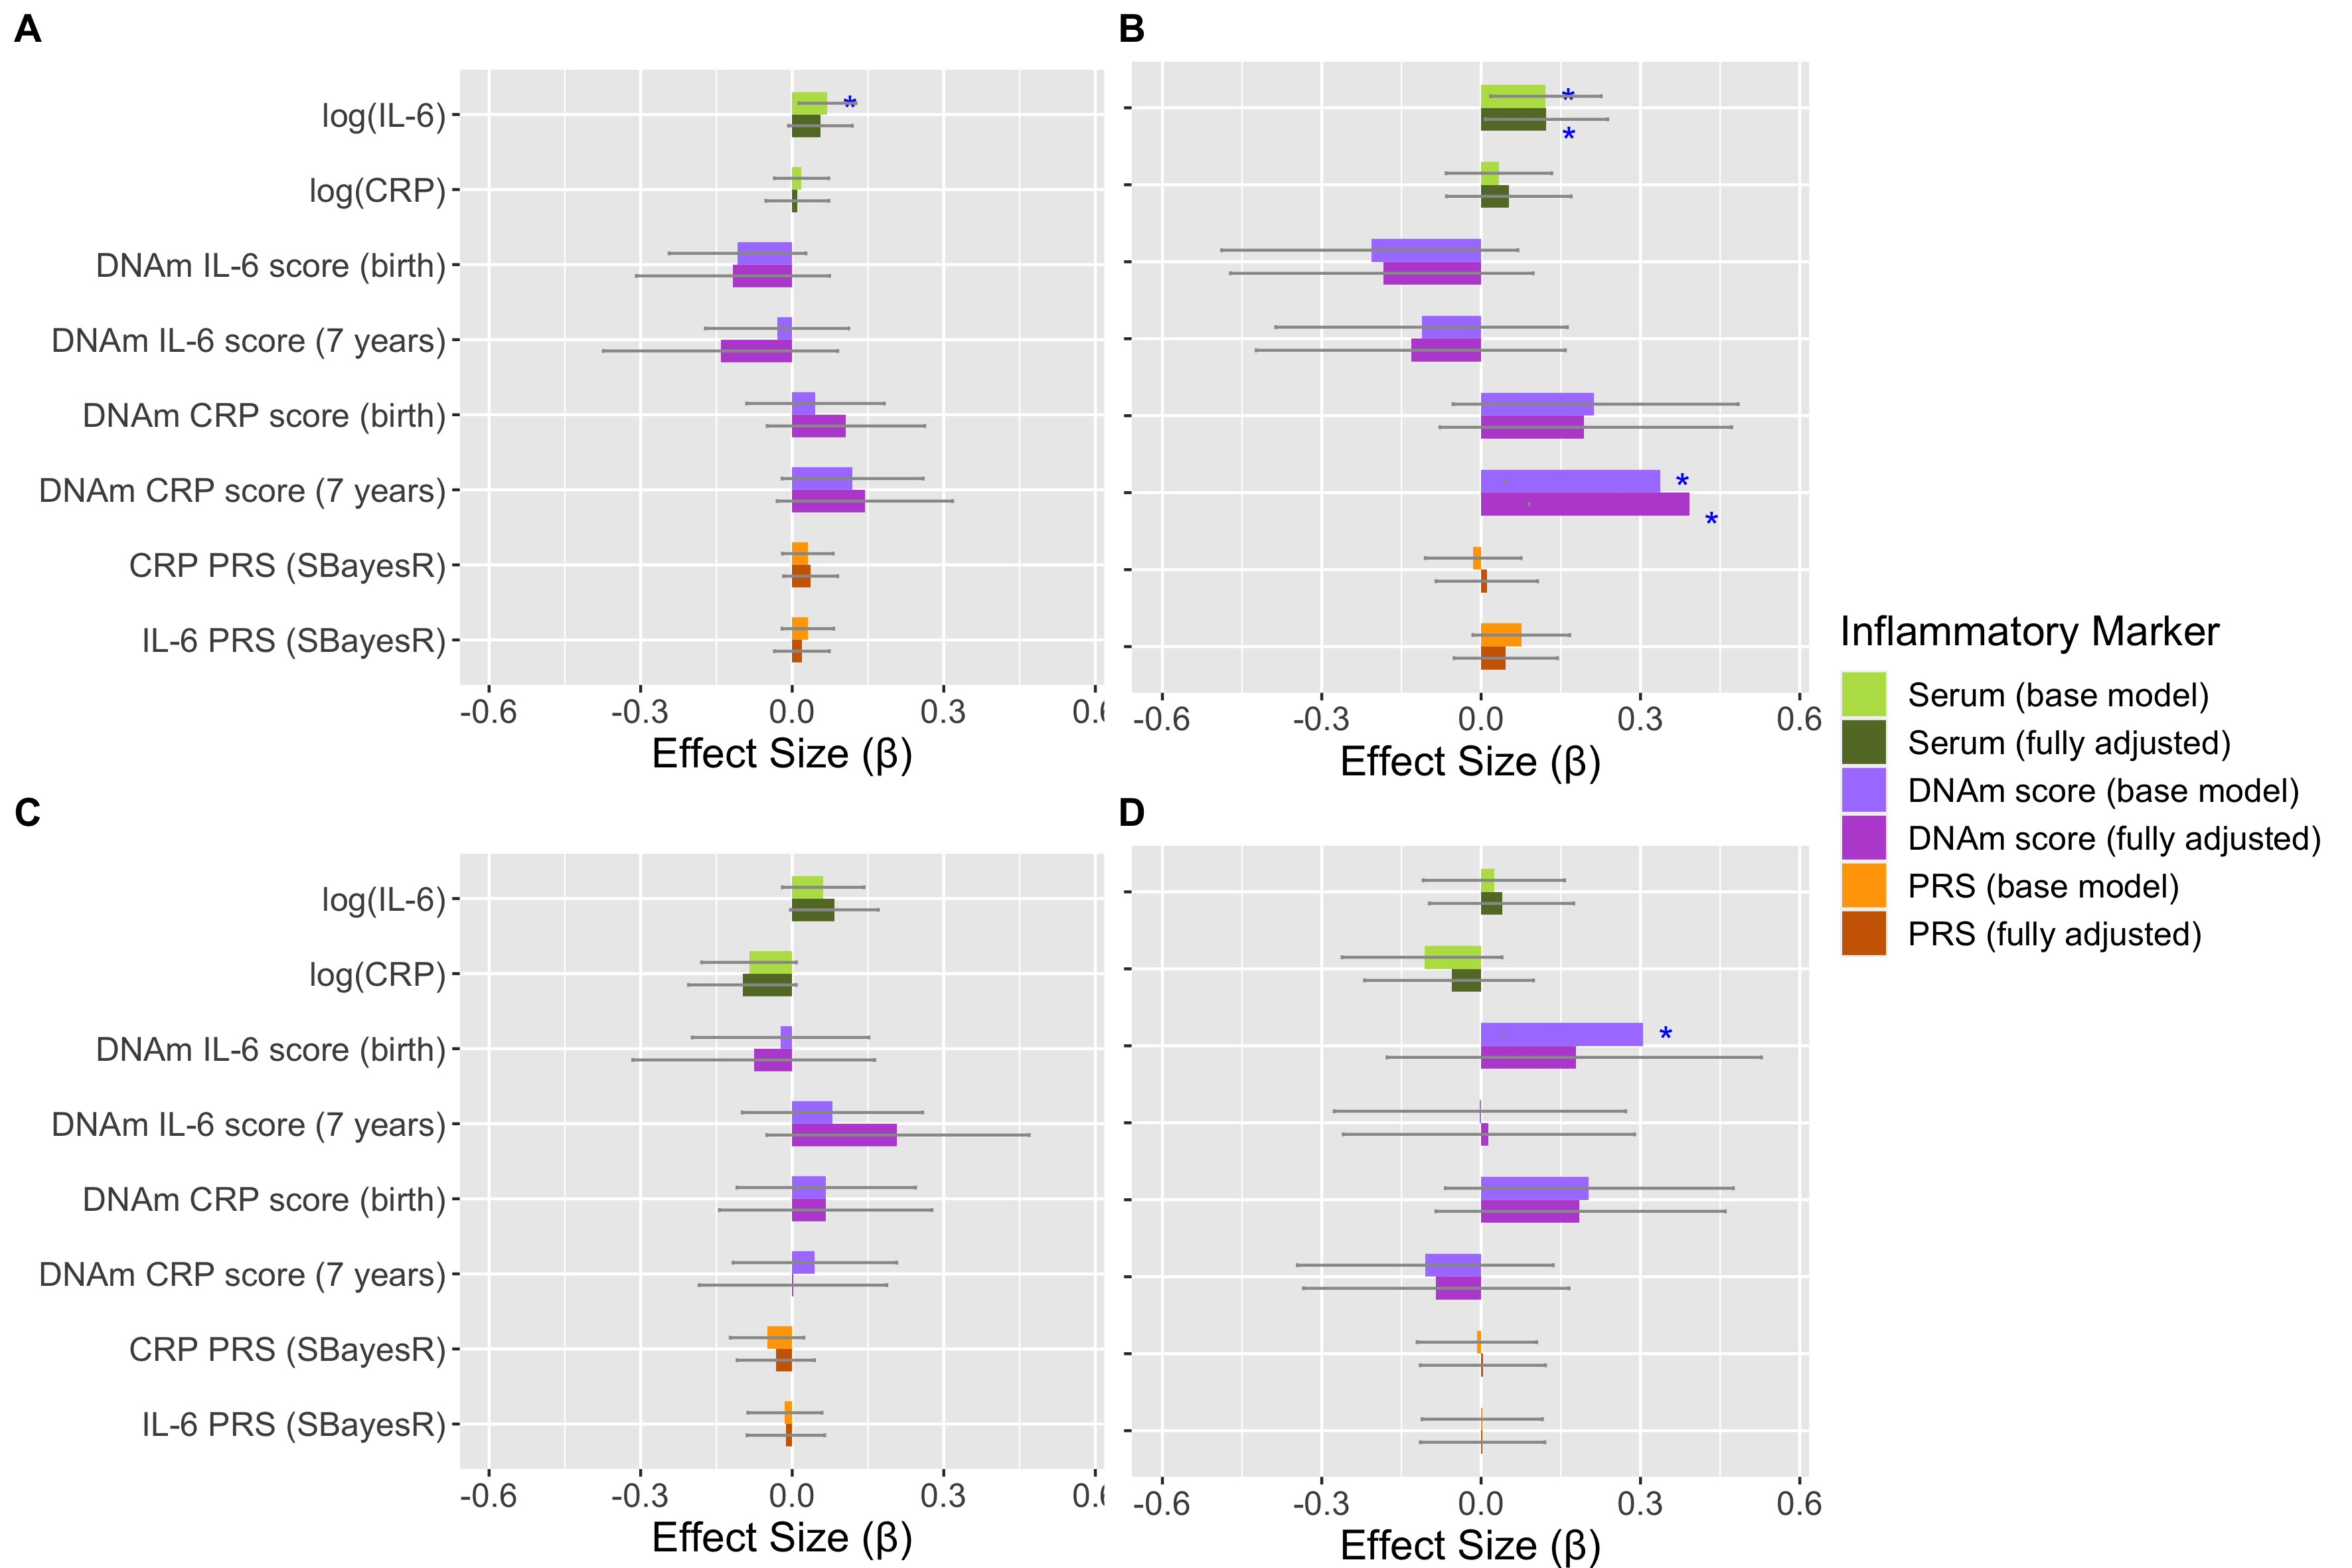 A
log(IL-6)
*
log(CRP)
DNAm IL-6 score (birth)
DNAm IL-6 score (7 years)
DNAm CRP score (birth)
DNAm CRP score (7 years)
CRP PRS (SBayesR)
IL-6 PRS (SBayesR)
-0.6 -0.3 0.0 0.3 0.6
Effect Size (β)
B
*
*
*
*
-0.6 -0.3 0.0 0.3 0.6
Effect Size (β)
C
log(IL-6)
log(CRP)
DNAm IL-6 score (birth)
DNAm IL-6 score (7 years)
DNAm CRP score (birth)
DNAm CRP score (7 years)
CRP PRS (SBayesR)
IL-6 PRS (SBayesR)
-0.6 -0.3 0.0 0.3 0.6
Effect Size (β)
D
*
-0.6 -0.3 0.0 0.3 0.6
Effect Size (β)
Inflammatory Marker
Serum (base model)
Serum (fully adjusted)
DNAm score (base model)
DNAm score (fully adjusted)
PRS (base model)
PRS (fully adjusted)